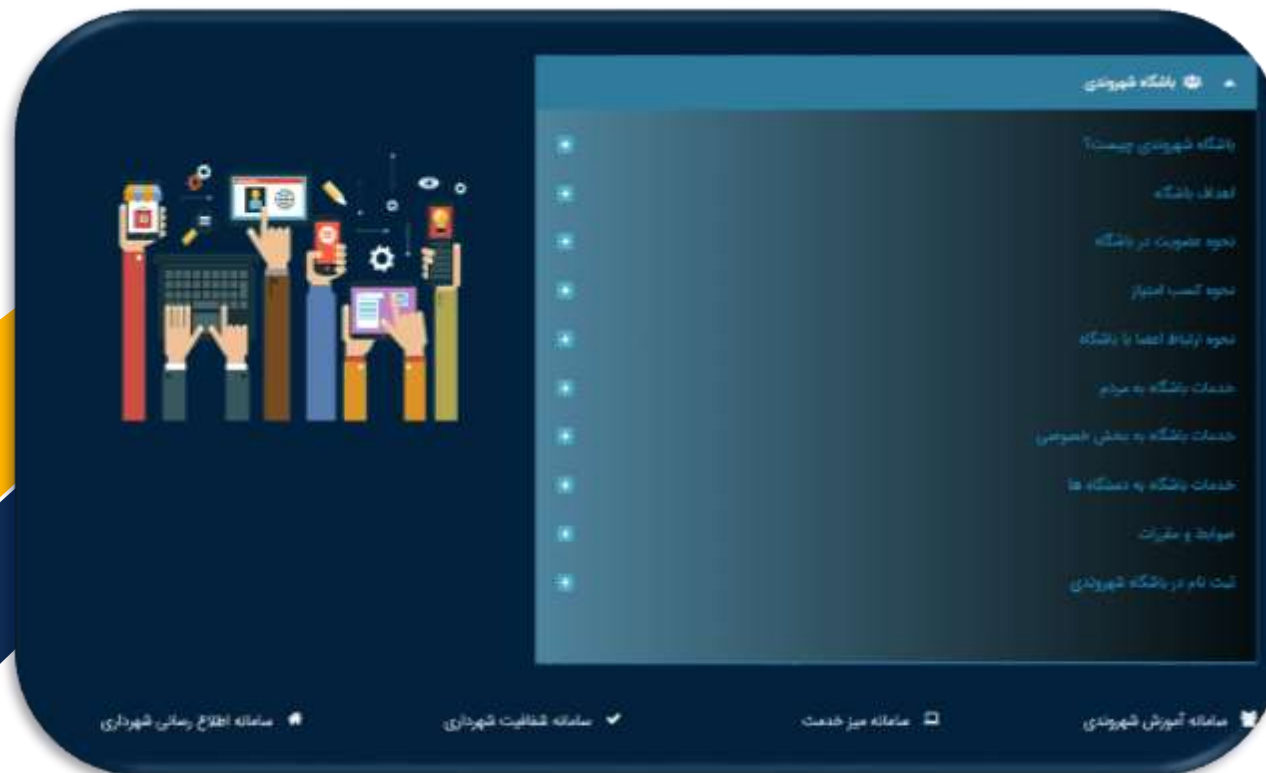 باشگاه شهروندی
باشگاه شهروندی چیست؟
اهداف باشگاه
نحوه عضویت در باشگاه
نحوه کسب امتیاز
نحوه ارتباط اعضا با باشگاه
خدمات باشگاه به مردم
خدمات باشگاه به بخش خصوصی
خدمات باشگاه به دستگاه ها
ضوابط و مقررات
ثبت نام در باشگاه شهروندی
سامانه آموزش شهروندی
سامانه میز خدمت
سامانه شفافیت شهرداری
سامانه اطلاع رسانی شهرداری